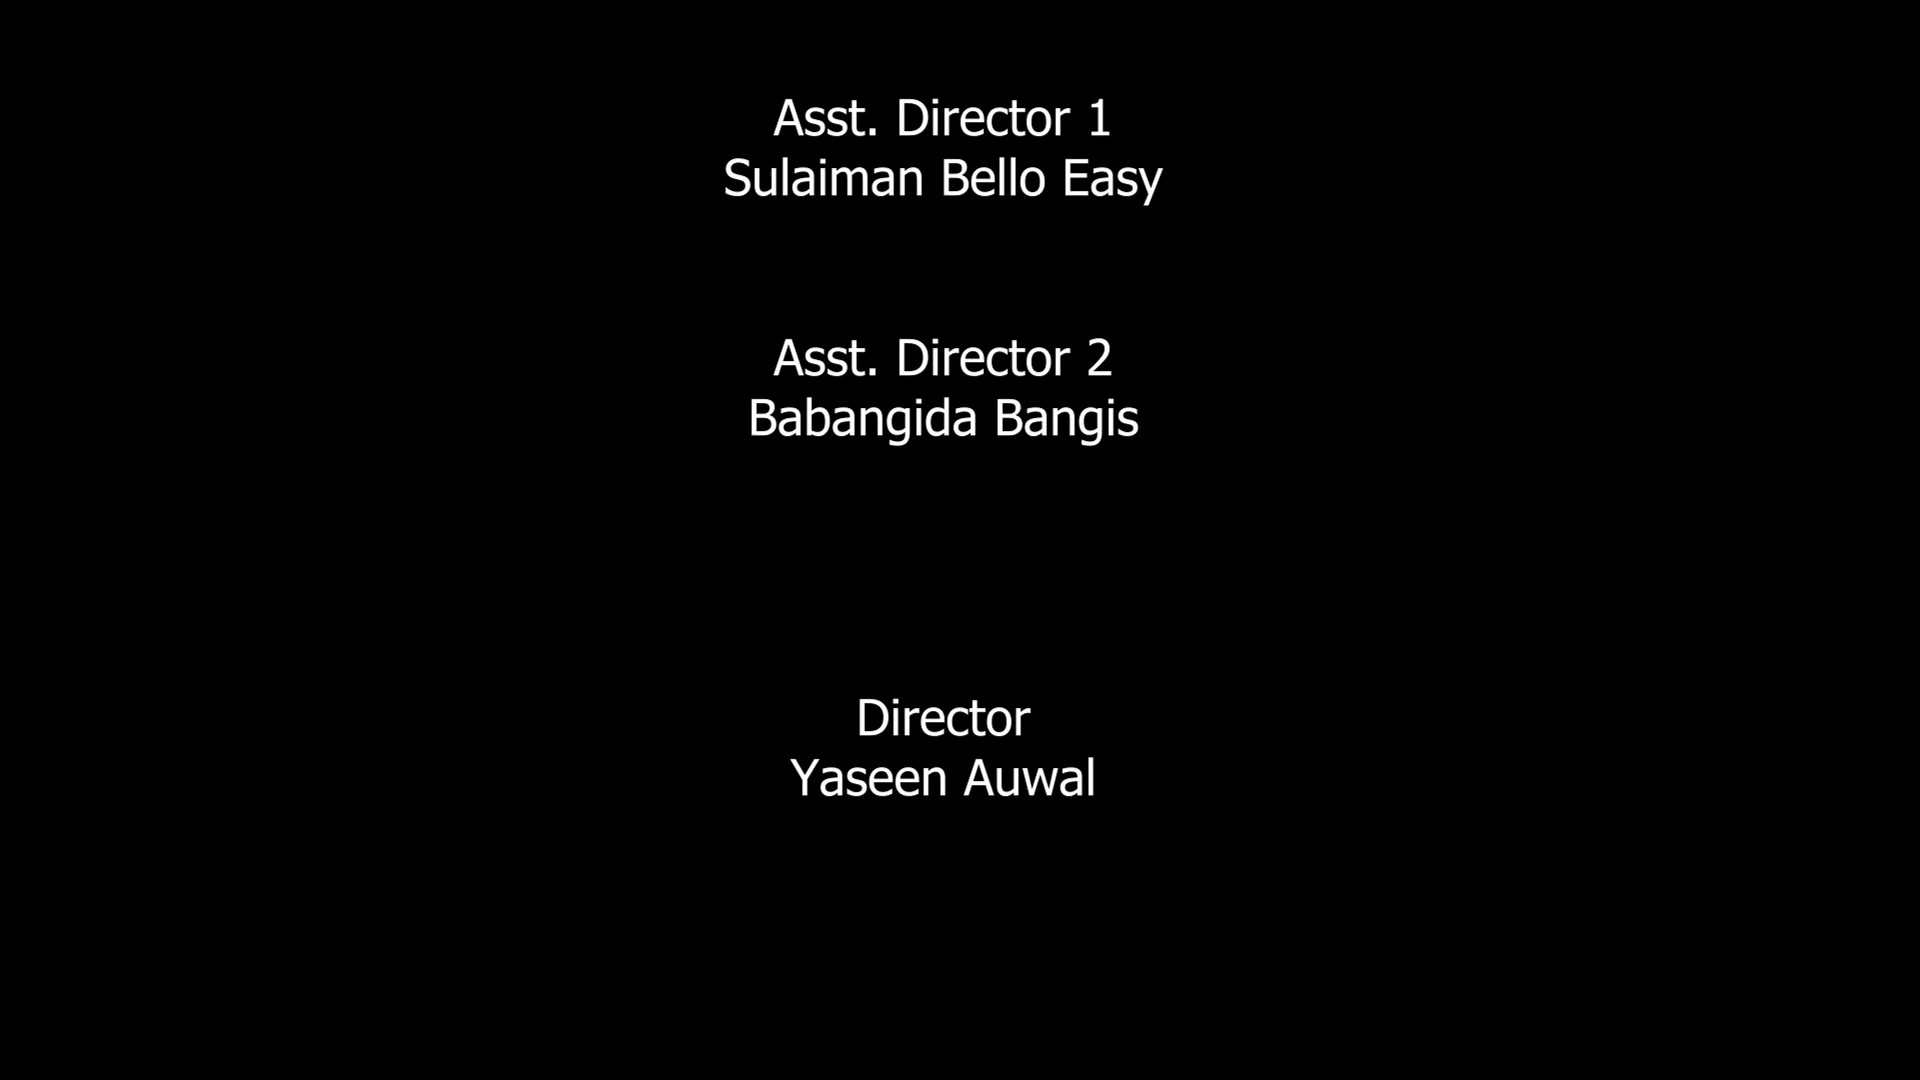 Asst. Director 1
Sulaiman Bello Easy
Asst. Director 2
Babangida Bangis
Director
Yaseen Auwal